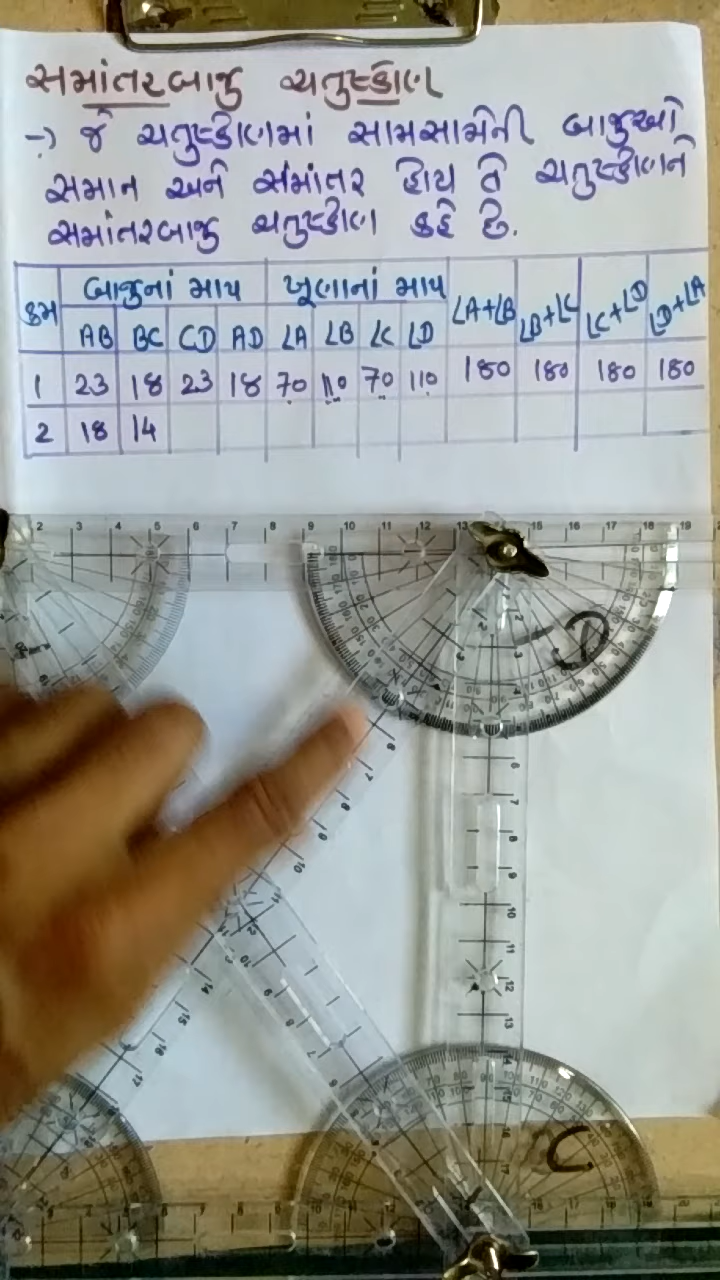 સમાંતરબાજુ ચતુષ્કોણ
→ જે ચતુષ્કોણમાં સામસામેની બાજુઓ
સમાન અને સમાંતર હોય તે ચતુષ્કોણને
સમાંતરબાજુ ચતુષ્કોણ કહે છે.
ક્રમ બાજુનાં માપ ખૂણાનાં માપ ∠A+∠B ∠B+∠C ∠C+∠D ∠D+∠A
AB BC CD AD ∠A ∠B ∠C ∠D
1 23 18 23 18 70 110 70 110 180 180 180 180
2 18 14
D
C